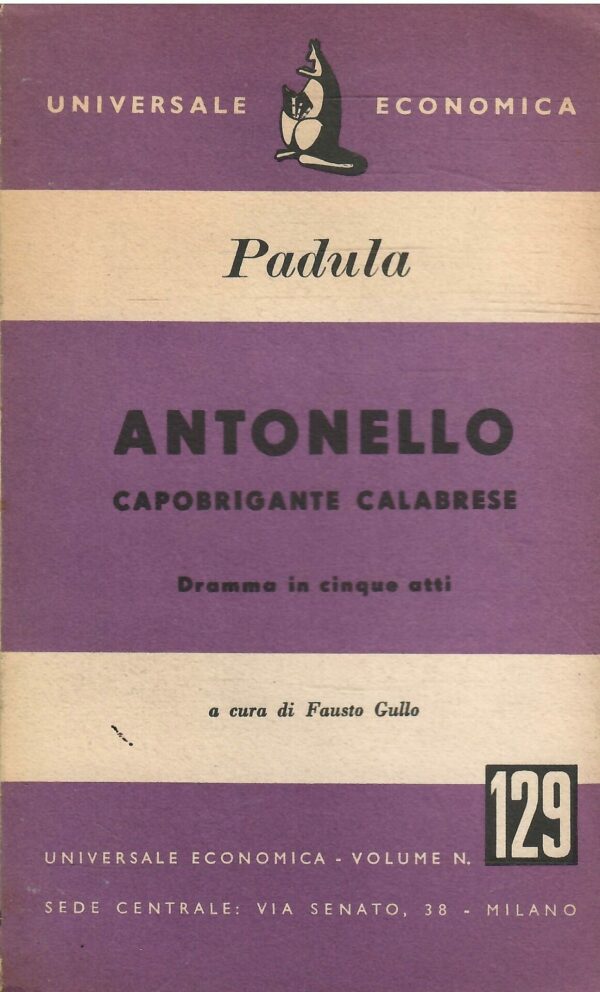 UNIVERSALE ECONOMICA
Padula
ANTONELLO
CAPOBRIGANTE CALABRESE
Dramma in cinque atti
a cura di Fausto Gullo
129
UNIVERSALE ECONOMICA - VOLUME N.
SEDE CENTRALE: VIA SENATO, 38 - MILANO